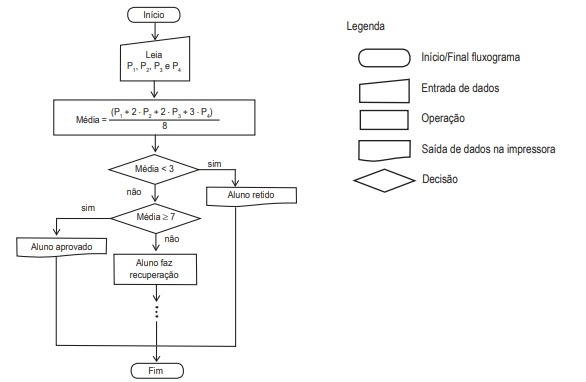 Início
Leia
P₁, P₂, P₃ e P₄
Média = (P₁ + 2 · P₂ + 2 · P₃ + 3 · P₄)
8
Média < 3
sim
Aluno retido
não
Média ≥ 7
sim
Aluno aprovado
não
Aluno faz
recuperação
Fim
Legenda
Início/Final fluxograma
Entrada de dados
Operação
Saída de dados na impressora
Decisão